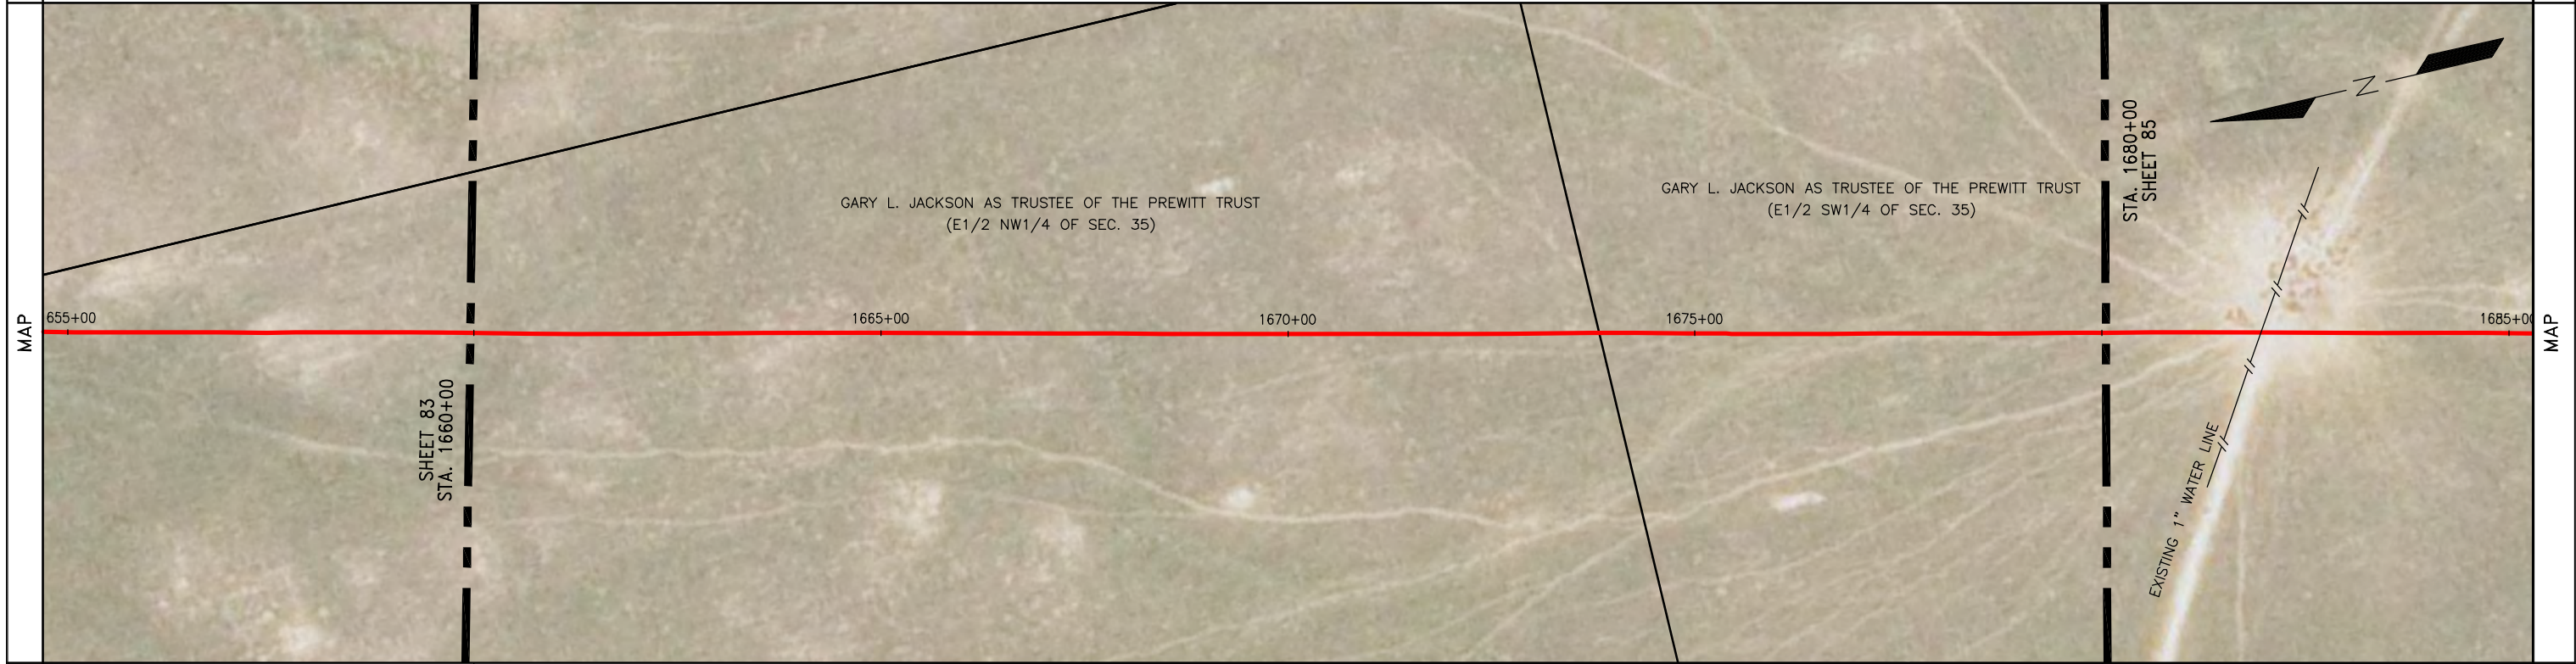 MAP
SHEET 83
STA. 1660+00
GARY L. JACKSON AS TRUSTEE OF THE PREWITT TRUST
(E1/2 NW1/4 OF SEC. 35)
GARY L. JACKSON AS TRUSTEE OF THE PREWITT TRUST
(E1/2 SW1/4 OF SEC. 35)
STA. 1680+00
SHEET 85
N
655+00
1665+00
1670+00
1675+00
1685+00
EXISTING 1" WATER LINE
MAP